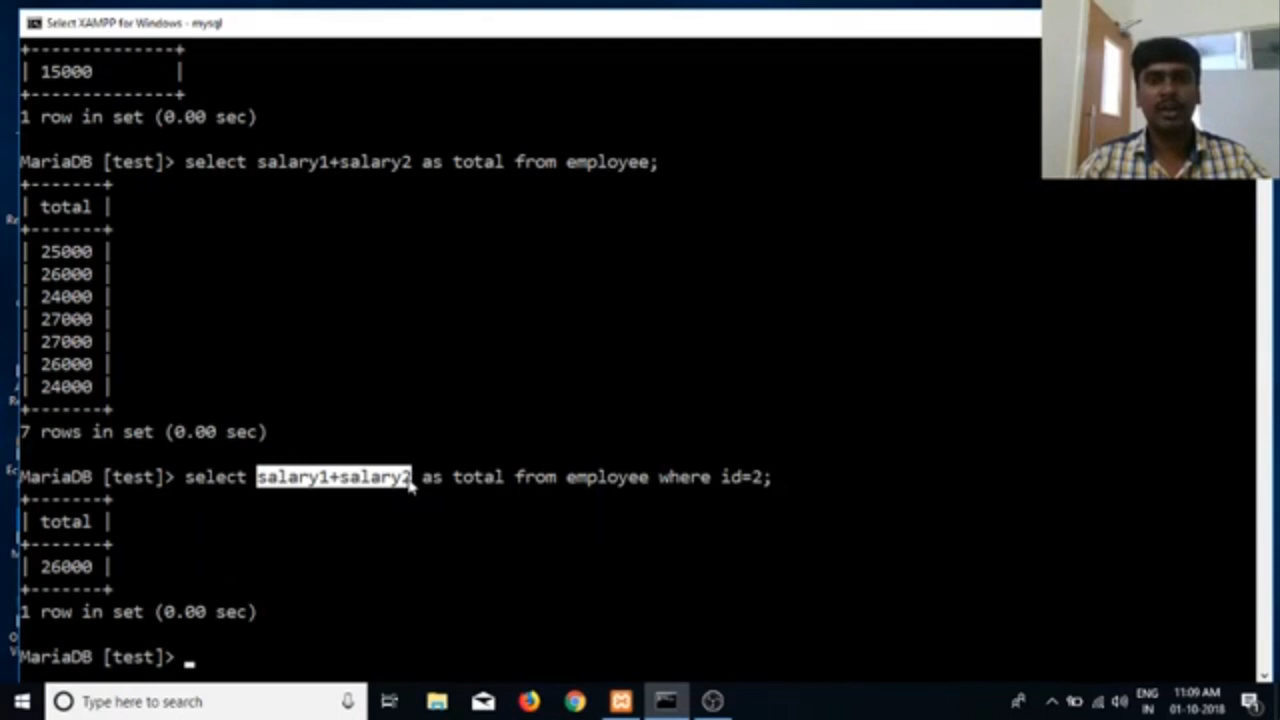 Select XAMPP for Windows - mysql
+--------------+
| 15000        |
+--------------+
1 row in set (0.00 sec)
MariaDB [test]> select salary1+salary2 as total from employee;
+-------+
| total |
+-------+
| 25000 |
| 26000 |
| 24000 |
| 27000 |
| 27000 |
| 26000 |
| 24000 |
+-------+
7 rows in set (0.00 sec)
MariaDB [test]> select salary1+salary2 as total from employee where id=2;
+-------+
| total |
+-------+
| 26000 |
+-------+
1 row in set (0.00 sec)
MariaDB [test]>
Type here to search
ENG
IN
11:09 AM
01-10-2018